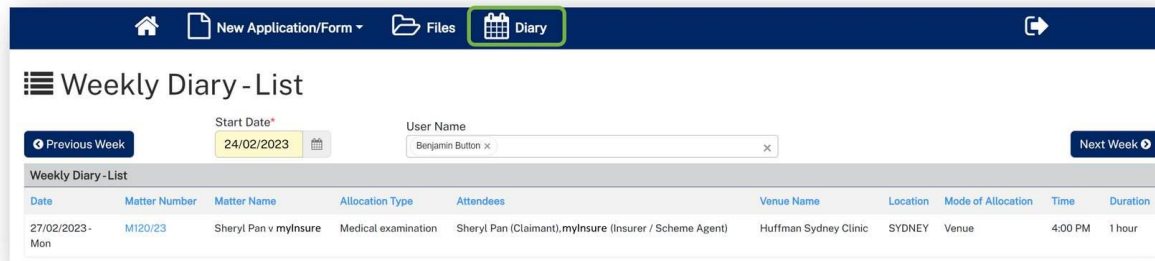 New Application/Form Files Diary
Weekly Diary - List
Start Date* User Name
Previous Week 24/02/2023 Benjamin Button × × Next Week
Weekly Diary - List
Date Matter Number Matter Name Allocation Type Attendees Venue Name Location Mode of Allocation Time Duration
27/02/2023 - M120/23 Sheryl Pan v myInsure Medical examination Sheryl Pan (Claimant), myInsure (Insurer / Scheme Agent) Huffman Sydney Clinic SYDNEY Venue 4:00 PM 1 hour
Mon